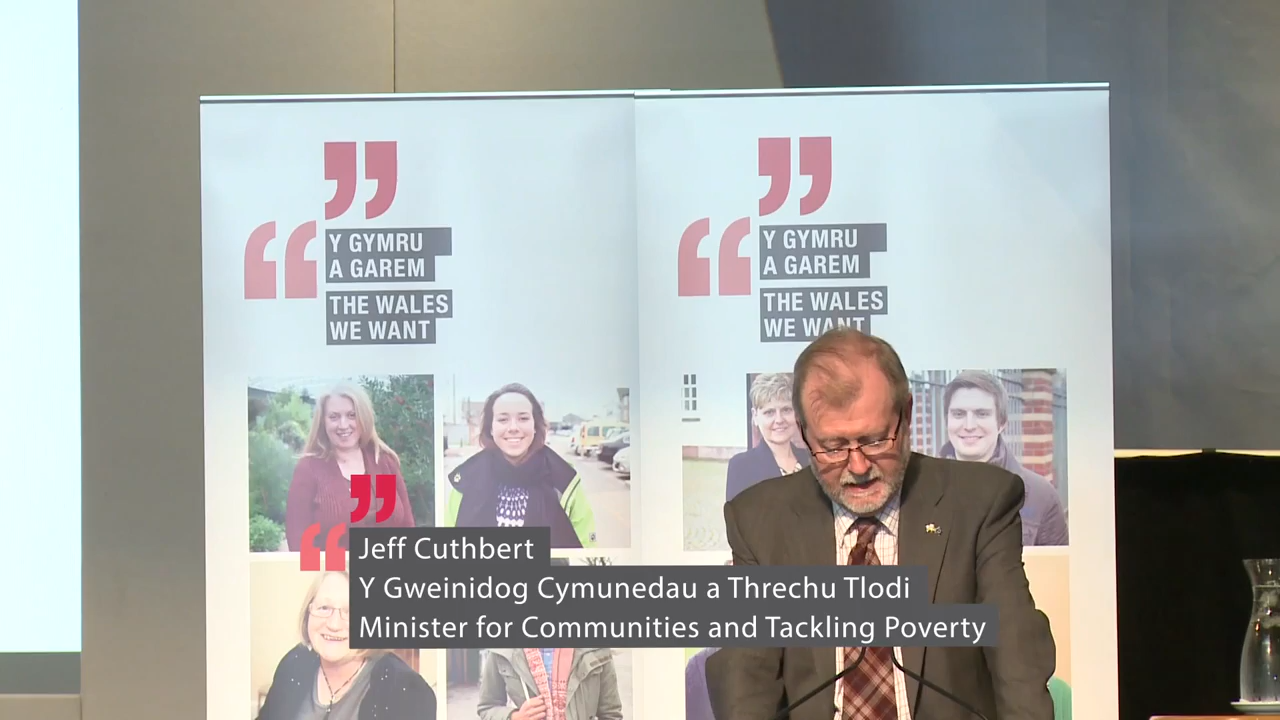 Y GYMRU
A GAREM
THE WALES
WE WANT
Y GYMRU
A GAREM
THE WALES
WE WANT
Jeff Cuthbert
Y Gweinidog Cymunedau a Threchu Tlodi
Minister for Communities and Tackling Poverty